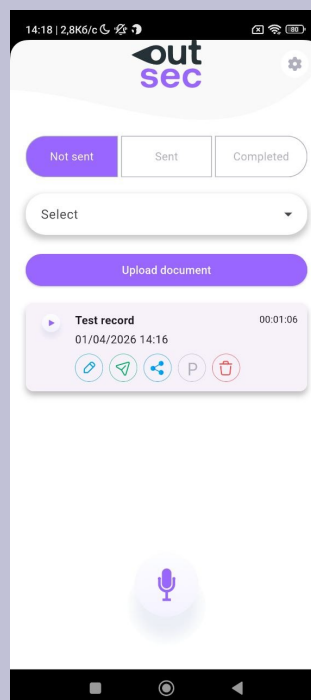 14:18 | 2,8Кб/с
80
out
sec
Not sent
Sent
Completed
Select
Upload document
Test record
00:01:06
01/04/2026 14:16
P